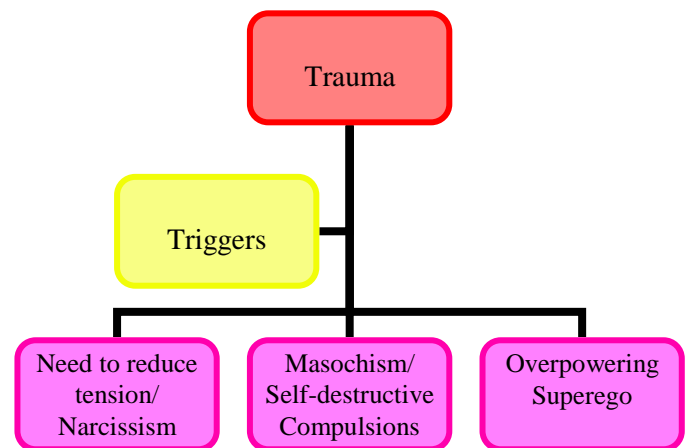 Trauma
Triggers
Need to reduce
tension/
Narcissism
Masochism/
Self-destructive
Compulsions
Overpowering
Superego